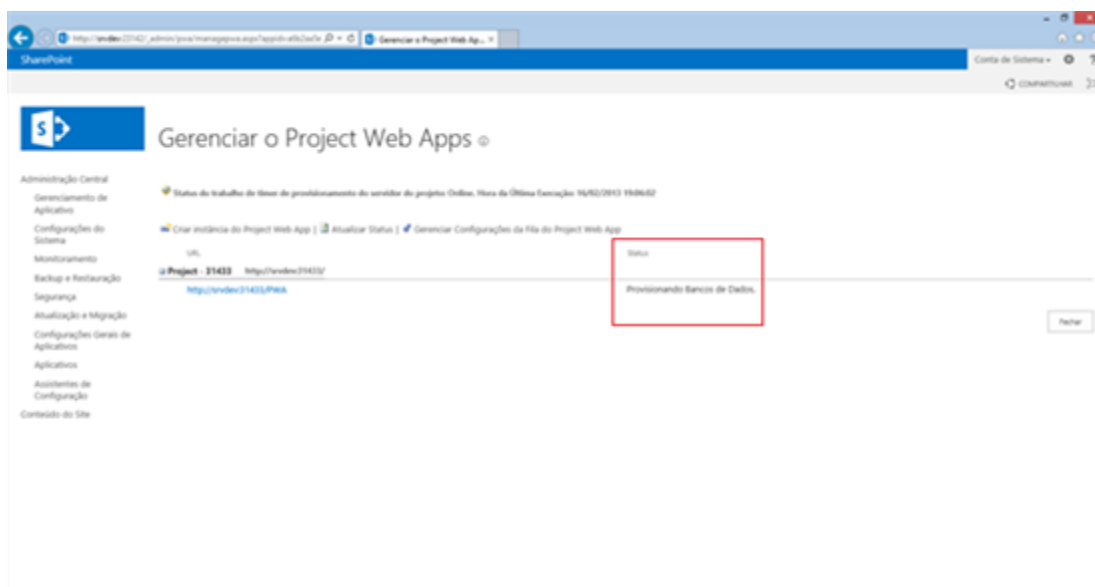 Gerenciar o Project Web Ap... ×
SharePoint
Conta de Sistema
?
COMPARTILHAR
S
Gerenciar o Project Web Apps
Administração Central
Gerenciamento de
Aplicativo
Configurações do
Sistema
Monitoramento
Backup e Restauração
Segurança
Atualização e Migração
Configurações Gerais de
Aplicativos
Aplicativos
Assistentes de
Configuração
Conteúdo do Site
Status do trabalho de timer de provisionamento do servidor do projeto: Online. Hora da Última Execução: 16/02/2013 19:06:02
Criar instância do Project Web App | Atualizar Status | Gerenciar Configurações da Fila do Project Web App
URL
Status
Project - 31433 http://srvdev:31433/
http://srvdev:31433/PWA
Provisionando Bancos de Dados.
Fechar